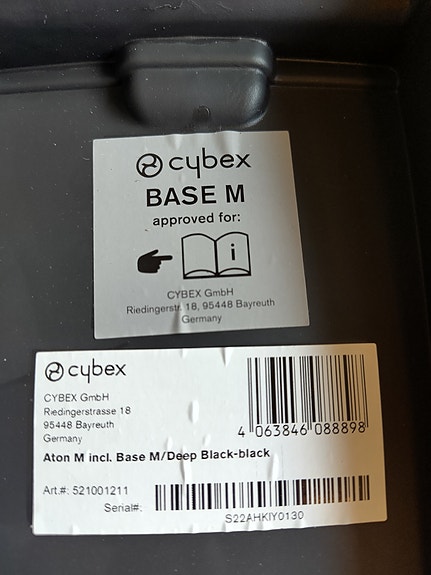 cybex
BASE M
approved for:
i
CYBEX GmbH
Riedingerstr. 18, 95448 Bayreuth
Germany
cybex
CYBEX GmbH
Riedingerstrasse 18
95448 Bayreuth
Germany
4 063846 088898
Aton M incl. Base M/Deep Black-black
Art.#: 521001211
Serial#:
S22AHKIY0130